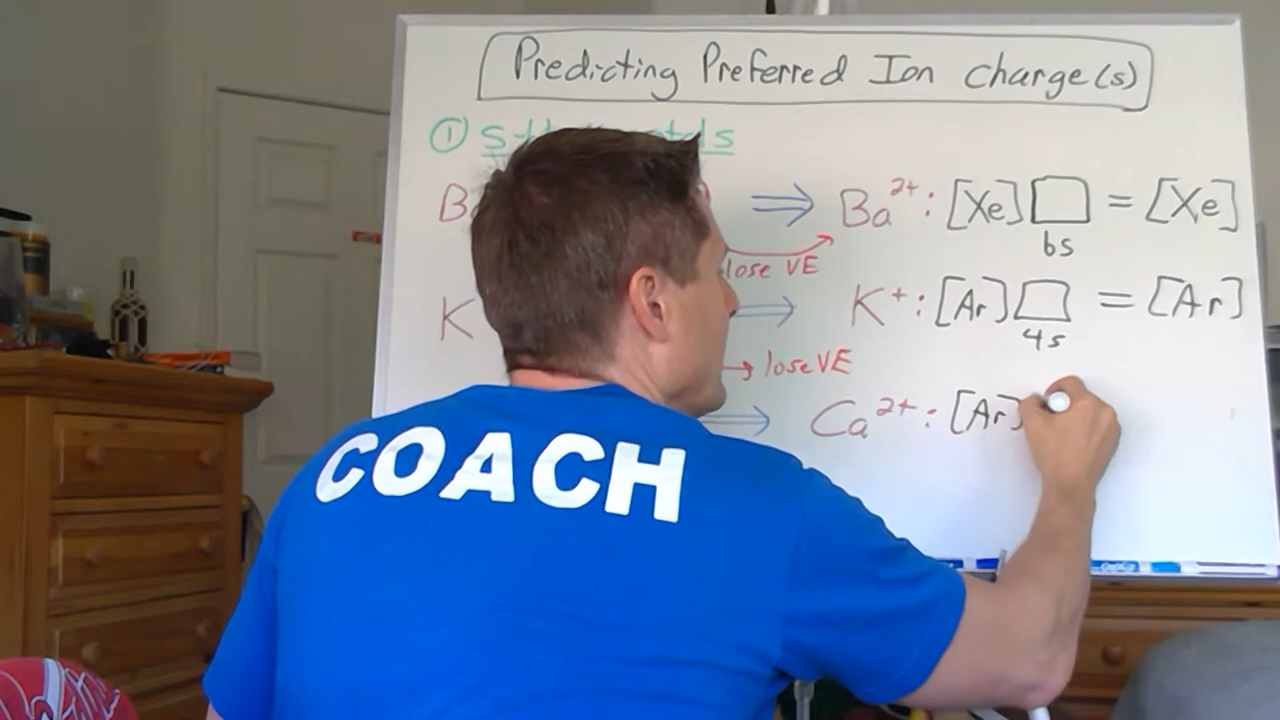 Predicting Preferred Ion Charge(s)
①
Ba ⇒ Ba²⁺: [Xe]□ = [Xe]
6s
lose VE
K ⇒ K⁺: [Ar]□ = [Ar]
4s
→ lose VE
⇒ Ca²⁺: [Ar]
COACH